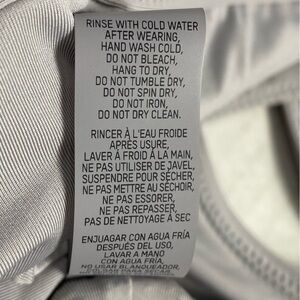 RINSE WITH COLD WATER
AFTER WEARING,
HAND WASH COLD,
DO NOT BLEACH,
HANG TO DRY,
DO NOT TUMBLE DRY,
DO NOT SPIN DRY,
DO NOT IRON,
DO NOT DRY CLEAN.
RINCER À L'EAU FROIDE
APRÈS USURE,
LAVER À FROID À LA MAIN,
NE PAS UTILISER DE JAVEL,
SUSPENDRE POUR SÉCHER,
NE PAS METTRE AU SÉCHOIR,
NE PAS ESSORER,
NE PAS REPASSER,
PAS DE NETTOYAGE À SEC
ENJUAGAR CON AGUA FRÍA
DESPUÉS DEL USO,
LAVAR A MANO
CON AGUA FRÍA,
NO USAR BLANQUEADOR,
COLGAR PARA SECAR,